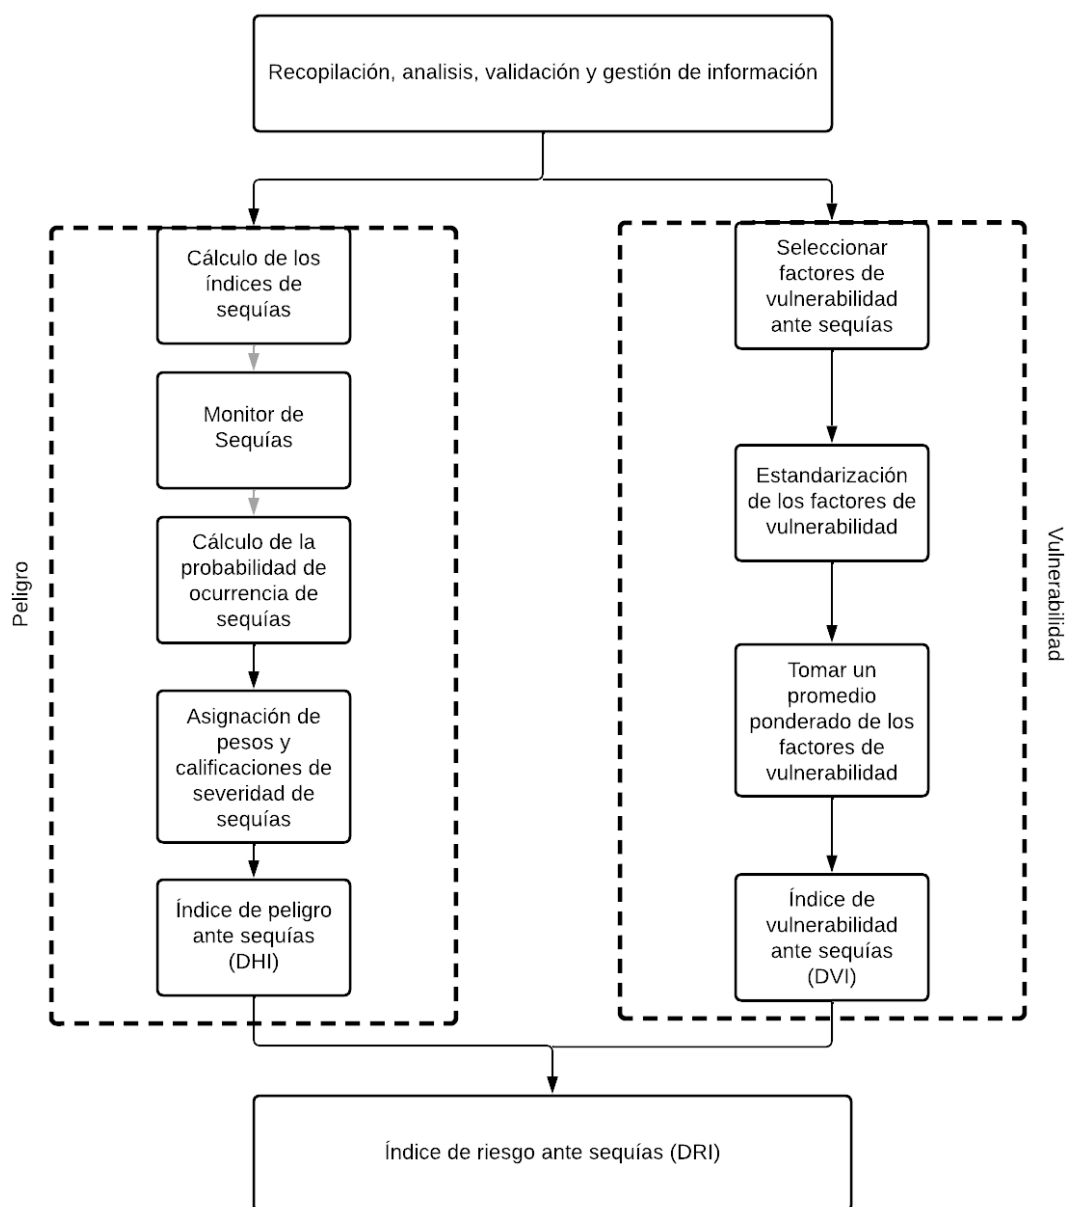 Recopilación, analisis, validación y gestión de información
Peligro
Cálculo de los
índices de
sequías
Monitor de
Sequías
Cálculo de la
probabilidad de
ocurrencia de
sequías
Asignación de
pesos y
calificaciones de
severidad de
sequías
Índice de peligro
ante sequías
(DHI)
Seleccionar
factores de
vulnerabilidad
ante sequías
Estandarización
de los factores de
vulnerabilidad
Tomar un
promedio
ponderado de los
factores de
vulnerabilidad
Índice de
vulnerabilidad
ante sequías
(DVI)
Vulnerabilidad
Índice de riesgo ante sequías (DRI)